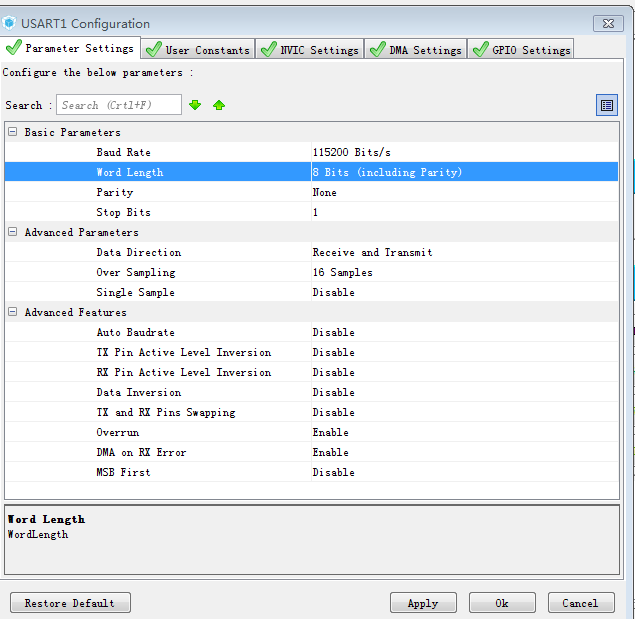 USART1 Configuration
Parameter Settings User Constants NVIC Settings DMA Settings GPIO Settings
Configure the below parameters :
Search : Search (Crtl+F)
Basic Parameters
Baud Rate 115200 Bits/s
Word Length 8 Bits (including Parity)
Parity None
Stop Bits 1
Advanced Parameters
Data Direction Receive and Transmit
Over Sampling 16 Samples
Single Sample Disable
Advanced Features
Auto Baudrate Disable
TX Pin Active Level Inversion Disable
RX Pin Active Level Inversion Disable
Data Inversion Disable
TX and RX Pins Swapping Disable
Overrun Enable
DMA on RX Error Enable
MSB First Disable
Word Length
WordLength
Restore Default Apply Ok Cancel